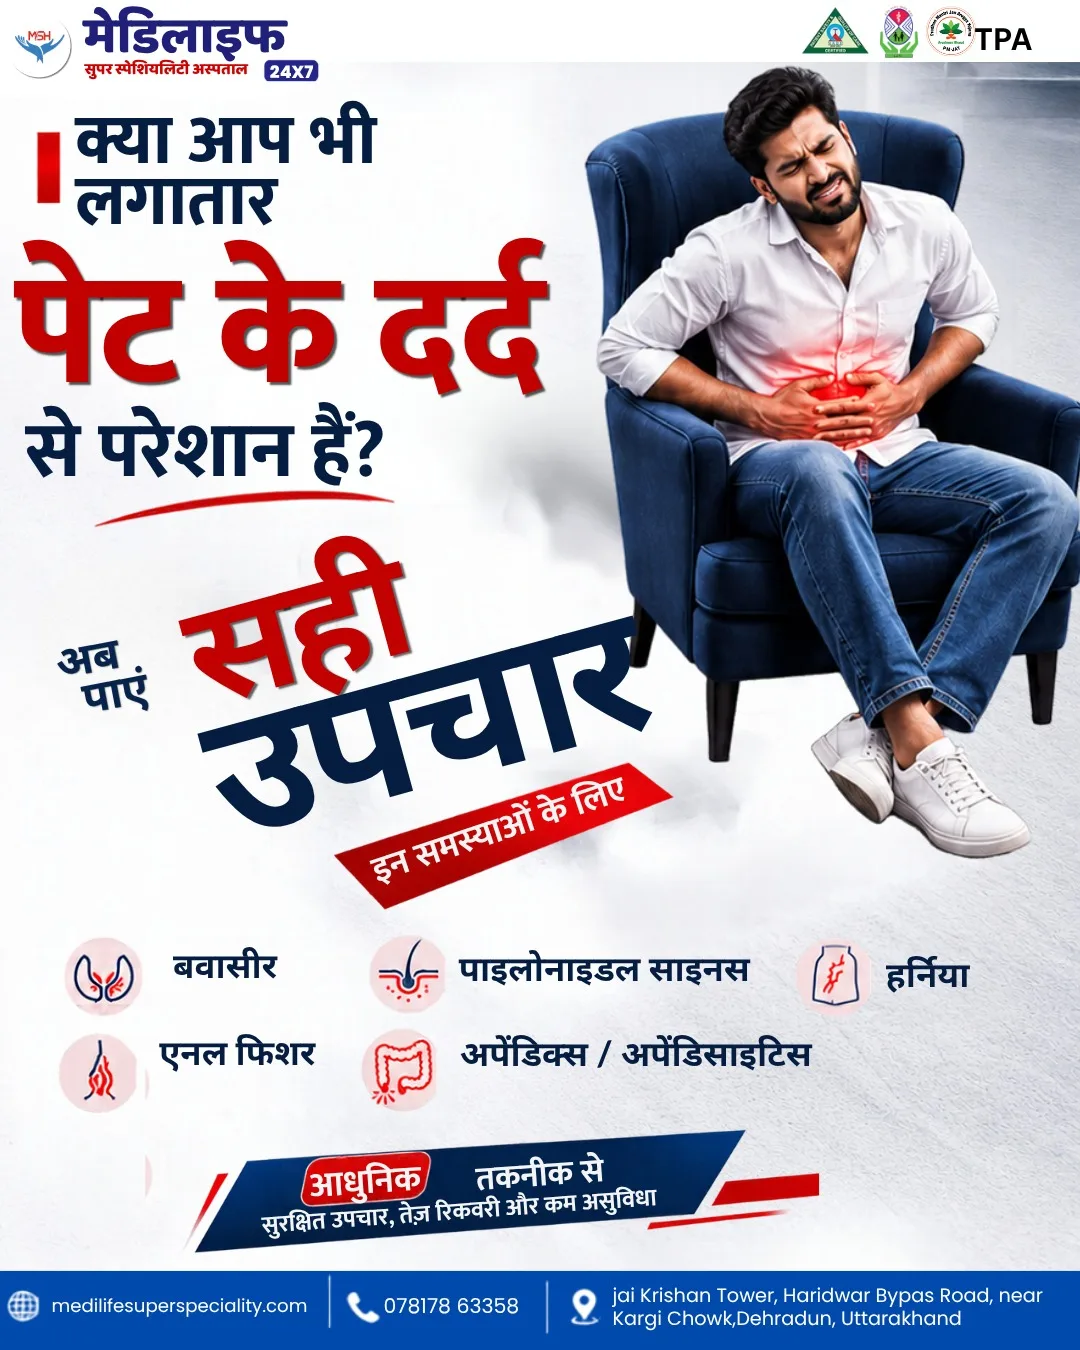 MSH
मेडिलाइफ
सुपर स्पेशियलिटी अस्पताल 24X7
TPA
क्या आप भी
लगातार
पेट के दर्द
से परेशान हैं?
अब
पाएं
सही
उपचार
इन समस्याओं के लिए
बवासीर
पाइलोनाइडल साइनस
हर्निया
एनल फिशर
अपेंडिक्स / अपेंडिसाइटिस
आधुनिक तकनीक से
सुरक्षित उपचार, तेज़ रिकवरी और कम असुविधा
medilifesuperspeciality.com
078178 63358
jai Krishan Tower, Haridwar Bypas Road, near
Kargi Chowk,Dehradun, Uttarakhand